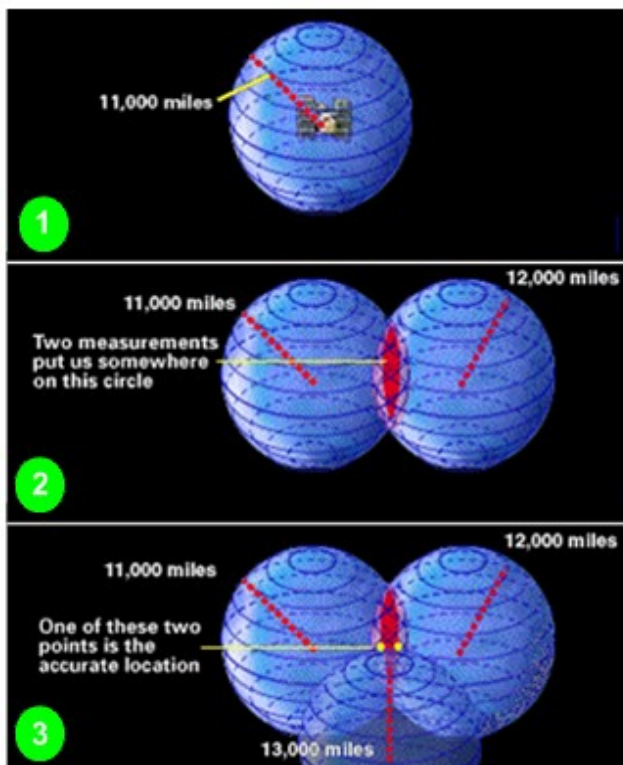 11,000 miles
1
12,000 miles
11,000 miles
Two measurements
put us somewhere
on this circle
2
12,000 miles
11,000 miles
One of these two
points is the
accurate location
13,000 miles
3